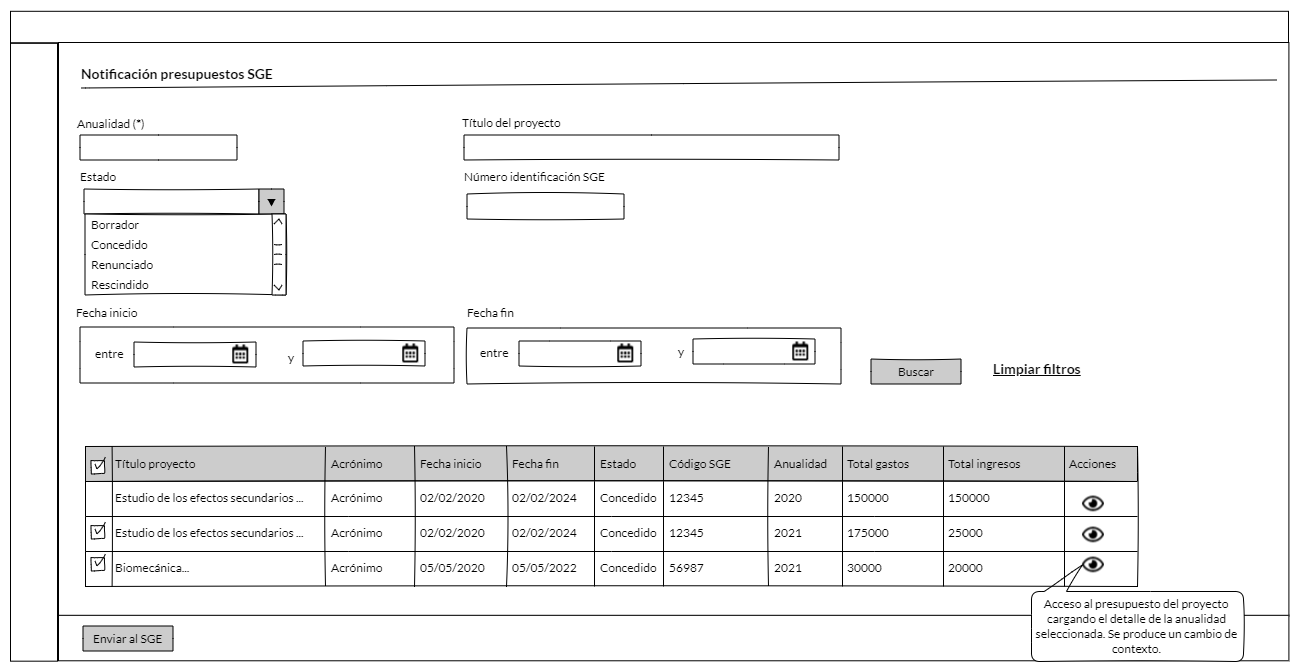 Notificación presupuestos SGE
Anualidad (*)
Título del proyecto
Estado
Número identificación SGE
Borrador
Concedido
Renunciado
Rescindido
Fecha inicio
Fecha fin
entre y
entre y
Buscar
Limpiar filtros
Título proyecto Acrónimo Fecha inicio Fecha fin Estado Código SGE Anualidad Total gastos Total ingresos Acciones
Estudio de los efectos secundarios ... Acrónimo 02/02/2020 02/02/2024 Concedido 12345 2020 150000 150000
Estudio de los efectos secundarios ... Acrónimo 02/02/2020 02/02/2024 Concedido 12345 2021 175000 25000
Biomecánica... Acrónimo 05/05/2020 05/05/2022 Concedido 56987 2021 30000 20000
Acceso al presupuesto del proyecto
cargando el detalle de la anualidad
seleccionada. Se produce un cambio de
contexto.
Enviar al SGE